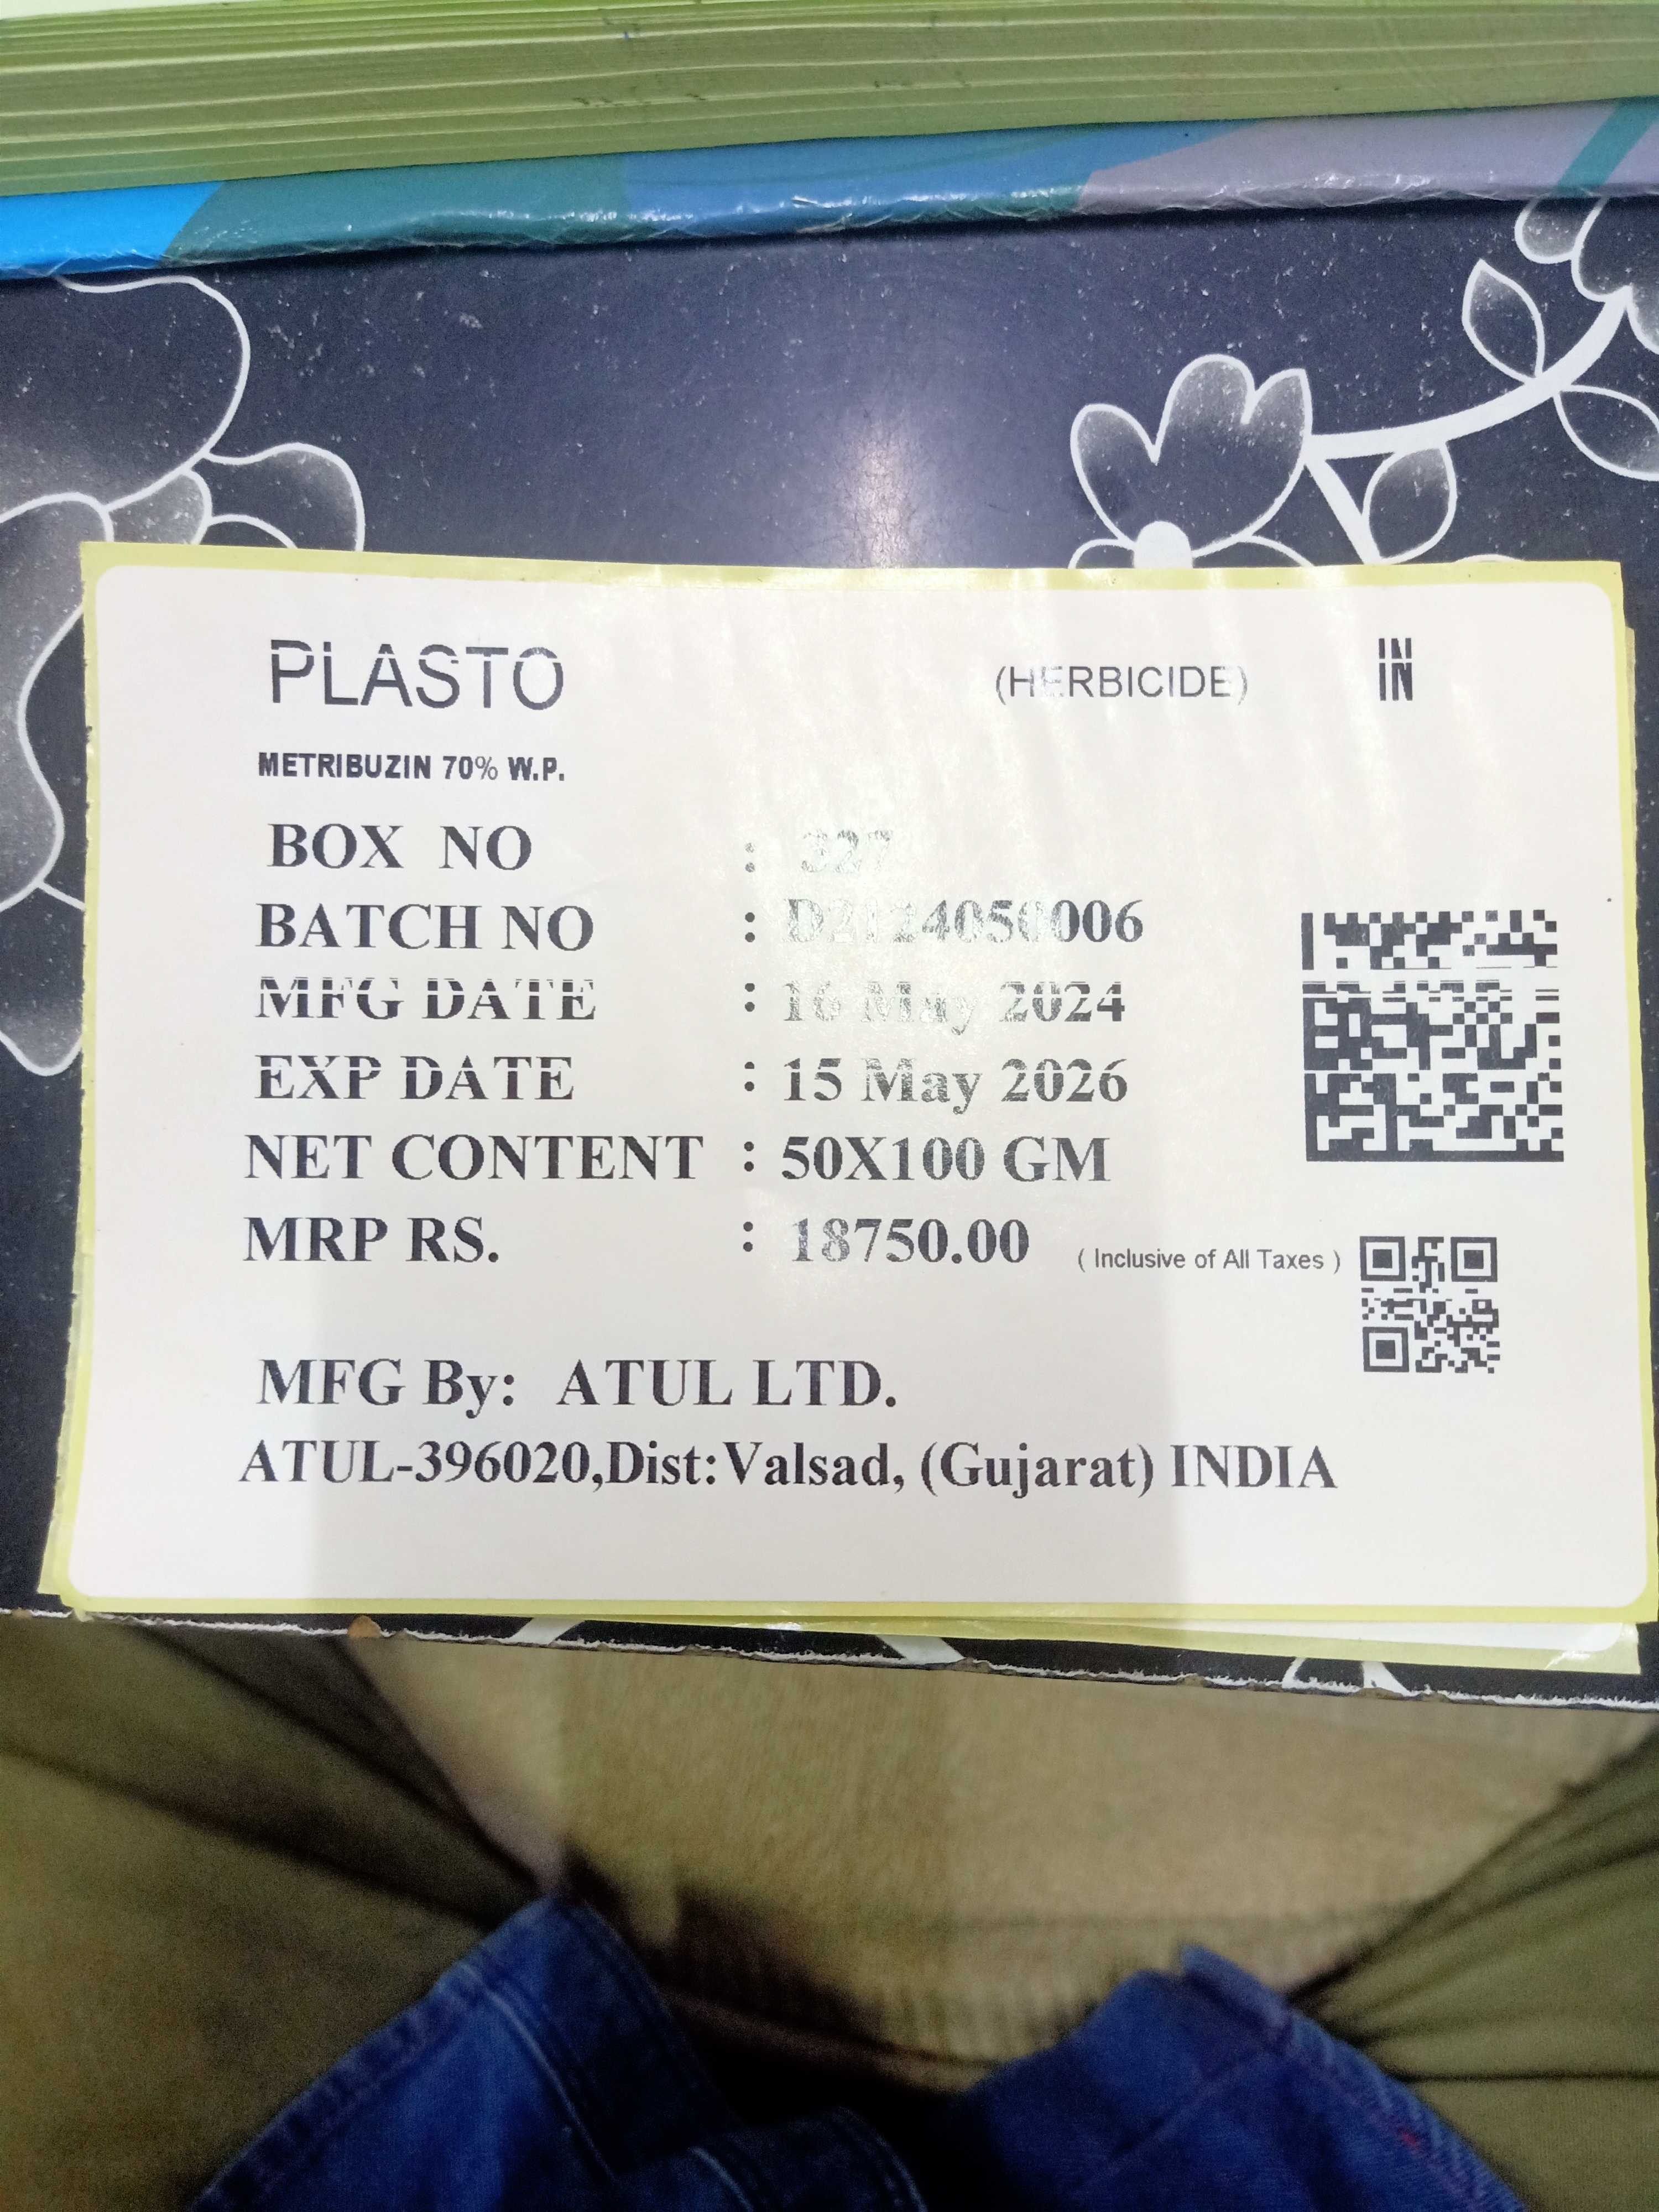 PLASTO (HERBICIDE) IN
METRIBUZIN 70% W.P.
BOX NO : 327
BATCH NO : D2124050006
MFG DATE : 16 May 2024
EXP DATE : 15 May 2026
NET CONTENT : 50X100 GM
MRP RS. : 18750.00 ( Inclusive of All Taxes )
MFG By: ATUL LTD.
ATUL-396020,Dist:Valsad, (Gujarat) INDIA